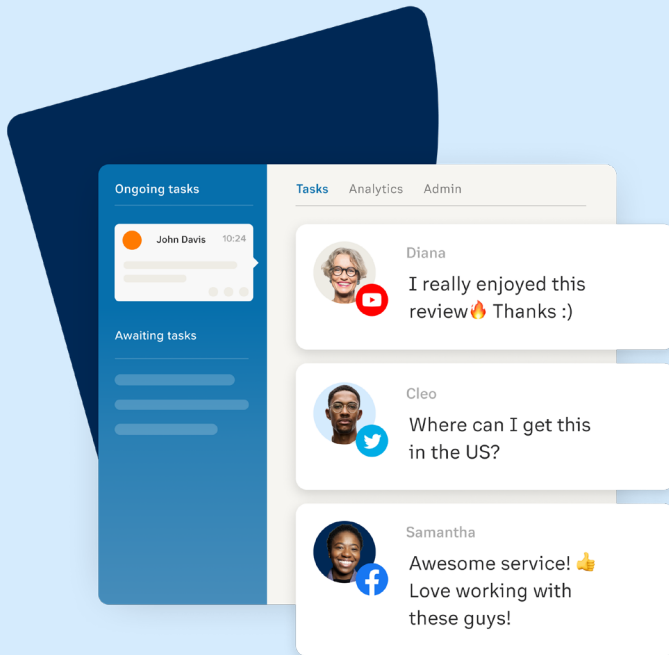 Ongoing tasks
John Davis 10:24
Awaiting tasks
Tasks Analytics Admin
Diana
I really enjoyed this
review🔥 Thanks :)
Cleo
Where can I get this
in the US?
Samantha
Awesome service! 👍
Love working with
these guys!